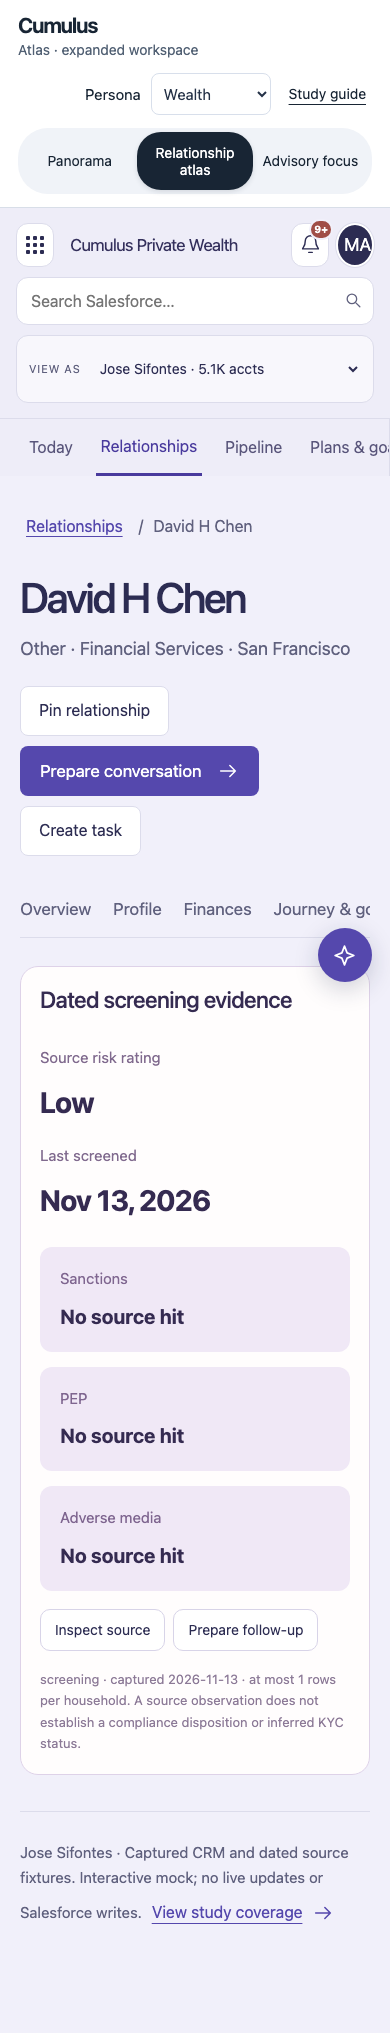 Cumulus
Atlas · expanded workspace
Persona Wealth Study guide
Panorama Relationship atlas Advisory focus
Cumulus Private Wealth 9+ MA
Search Salesforce...
VIEW AS Jose Sifontes · 5.1K accts
Today Relationships Pipeline Plans & goa
Relationships / David H Chen
David H Chen
Other · Financial Services · San Francisco
Pin relationship
Prepare conversation →
Create task
Overview Profile Finances Journey & go
Dated screening evidence
Source risk rating
Low
Last screened
Nov 13, 2026
Sanctions
No source hit
PEP
No source hit
Adverse media
No source hit
Inspect source Prepare follow-up
screening · captured 2026-11-13 · at most 1 rows
per household. A source observation does not
establish a compliance disposition or inferred KYC
status.
Jose Sifontes · Captured CRM and dated source
fixtures. Interactive mock; no live updates or
Salesforce writes. View study coverage →